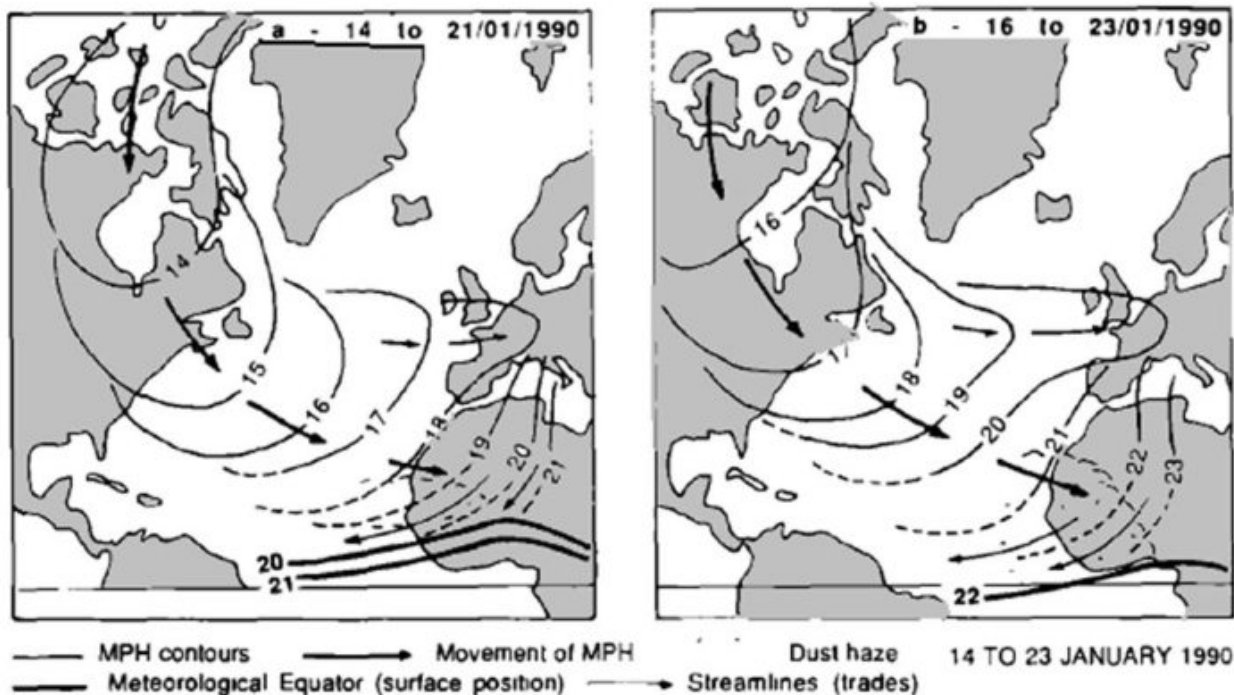 a - 14 to 21/01/1990
14
15
16
17
18
19
20
21
20
21
b - 16 to 23/01/1990
16
17
18
19
20
21
22
23
22
MPH contours
Movement of MPH
Dust haze
14 TO 23 JANUARY 1990
Meteorological Equator (surface position)
Streamlines (trades)